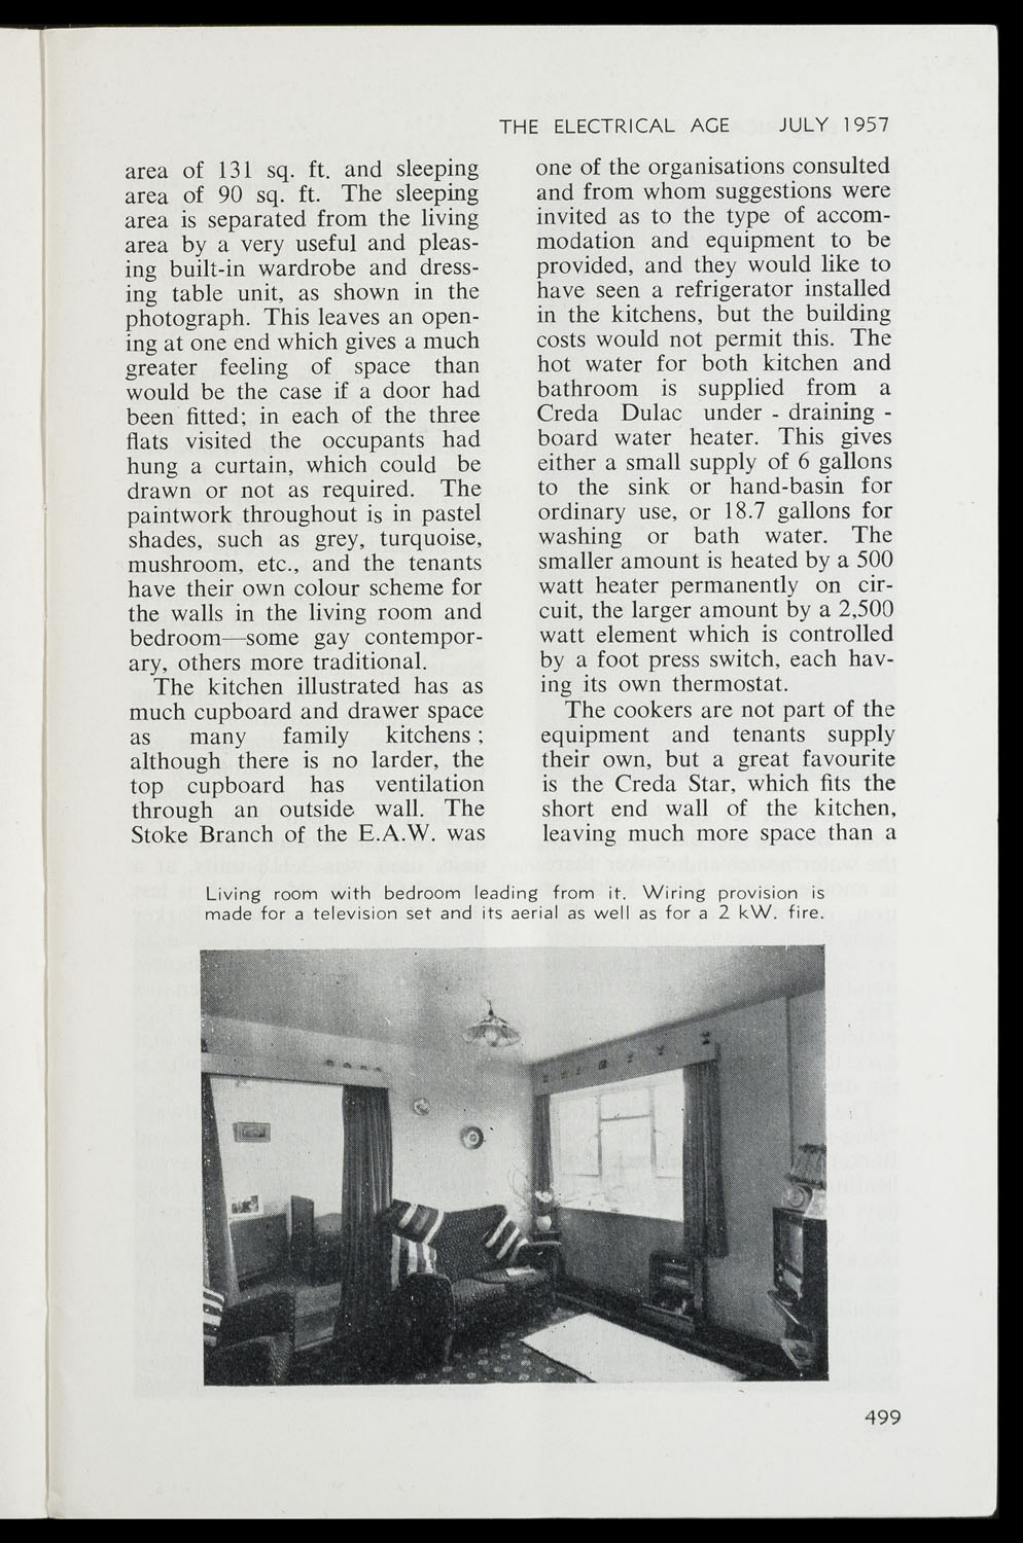 THE ELECTRICAL AGE JULY 1957
area of 131 sq. ft. and sleeping
area of 90 sq. ft. The sleeping
area is separated from the living
area by a very useful and pleas-
ing built-in wardrobe and dress-
ing table unit, as shown in the
photograph. This leaves an open-
ing at one end which gives a much
greater feeling of space than
would be the case if a door had
been fitted; in each of the three
flats visited the occupants had
hung a curtain, which could be
drawn or not as required. The
paintwork throughout is in pastel
shades, such as grey, turquoise,
mushroom, etc., and the tenants
have their own colour scheme for
the walls in the living room and
bedroom—some gay contempor-
ary, others more traditional.
The kitchen illustrated has as
much cupboard and drawer space
as many family kitchens ;
although there is no larder, the
top cupboard has ventilation
through an outside wall. The
Stoke Branch of the E.A.W. was
one of the organisations consulted
and from whom suggestions were
invited as to the type of accom-
modation and equipment to be
provided, and they would like to
have seen a refrigerator installed
in the kitchens, but the building
costs would not permit this. The
hot water for both kitchen and
bathroom is supplied from a
Creda Dulac under - draining -
board water heater. This gives
either a small supply of 6 gallons
to the sink or hand-basin for
ordinary use, or 18.7 gallons for
washing or bath water. The
smaller amount is heated by a 500
watt heater permanently on cir-
cuit, the larger amount by a 2,500
watt element which is controlled
by a foot press switch, each hav-
ing its own thermostat.
The cookers are not part of the
equipment and tenants supply
their own, but a great favourite
is the Creda Star, which fits the
short end wall of the kitchen,
leaving much more space than a
Living room with bedroom leading from it. Wiring provision is
made for a television set and its aerial as well as for a 2 kW. fire.
499